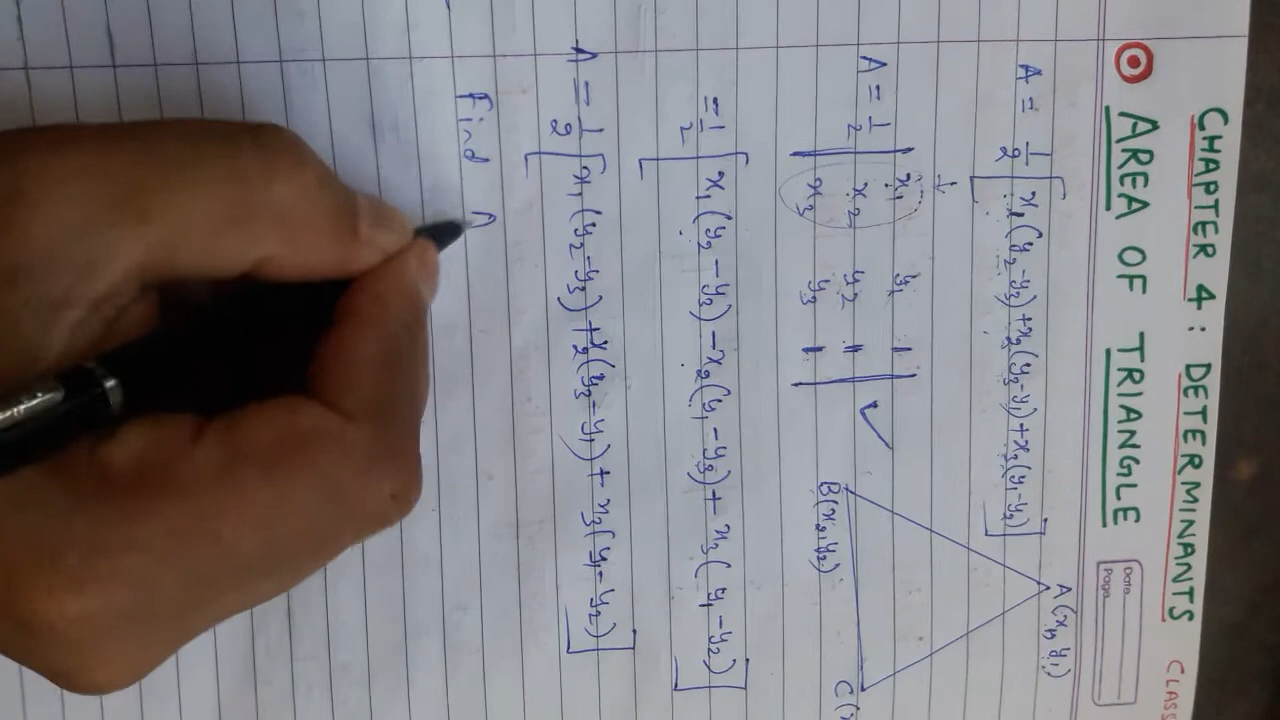 CHAPTER 4 : DETERMINANTS CLASS
AREA OF TRIANGLE
Date
Page
A = 1/2 [x₁(y₂-y₃)+x₂(y₃-y₁)+x₃(y₁-y₂)]
A (x₁, y₁)
B(x₂, y₂)
C(x
A = 1/2 | x₁ y₁ 1
x₂ y₂ 1
x₃ y₃ 1 | ✓
= 1/2 [x₁(y₂-y₃) - x₂(y₁-y₃) + x₃(y₁-y₂)]
A = 1/2 [x₁(y₂-y₃) + x₂(y₃-y₁) + x₃(y₁-y₂)]
Find A